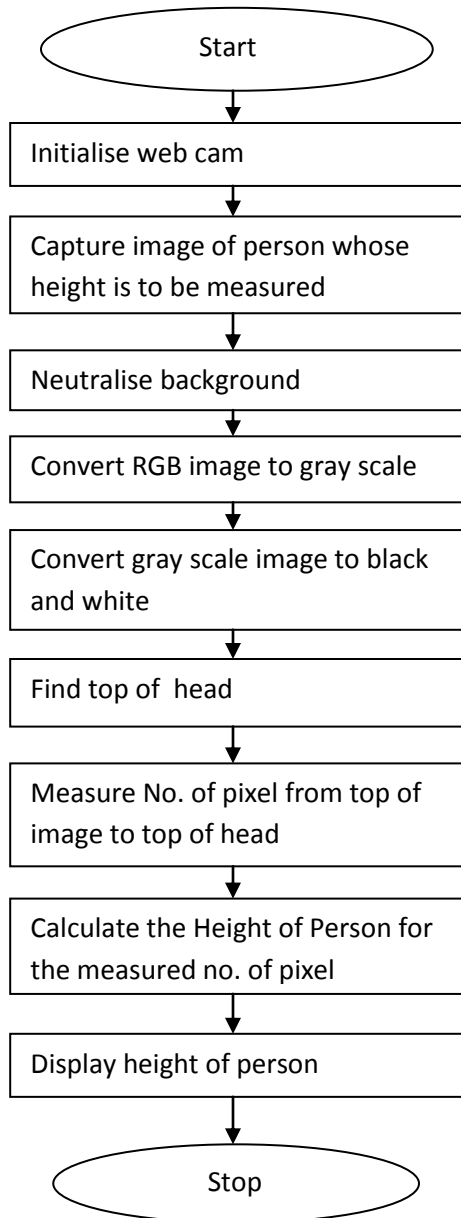 Start
Initialise web cam
Capture image of person whose
height is to be measured
Neutralise background
Convert RGB image to gray scale
Convert gray scale image to black
and white
Find top of  head
Measure No. of pixel from top of
image to top of head
Calculate the Height of Person for
the measured no. of pixel
Display height of person
Stop